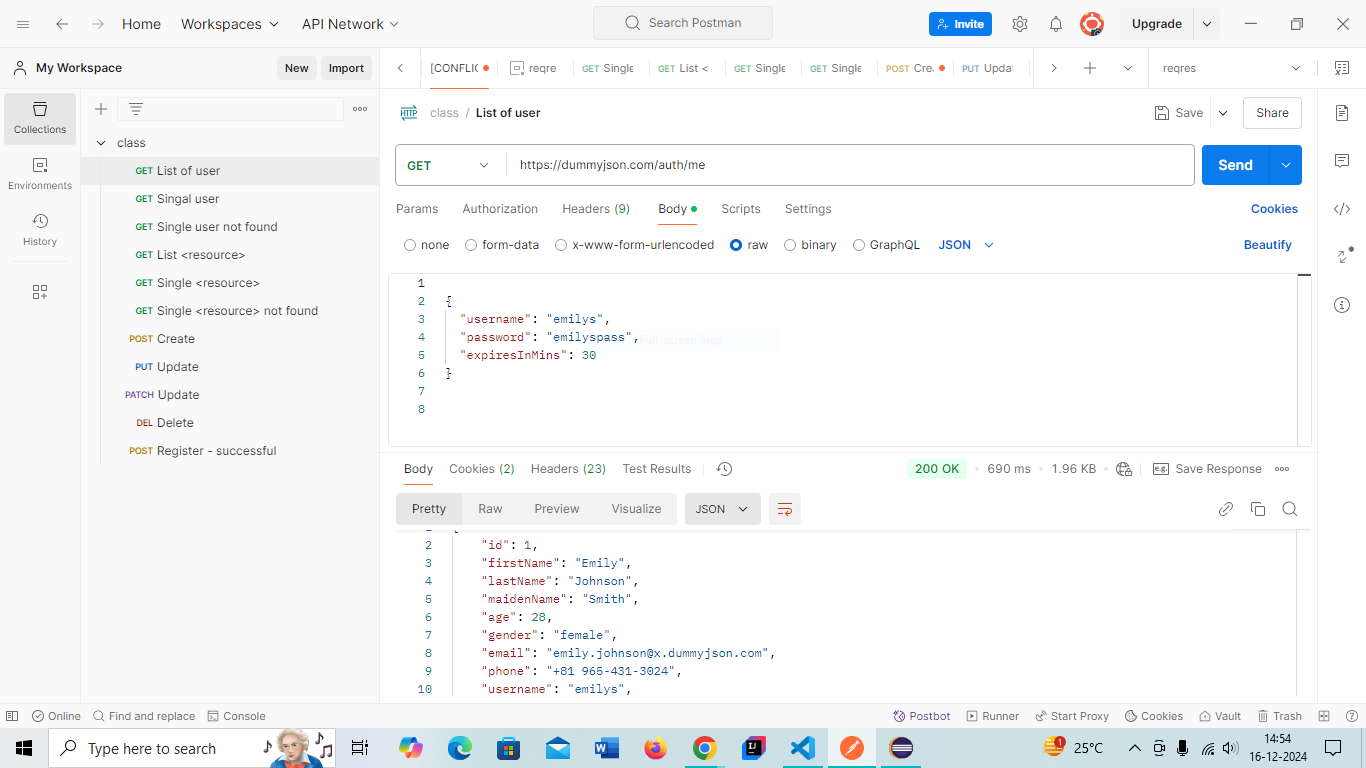 Home
Workspaces
API Network
Search Postman
Invite
Upgrade
My Workspace
New
Import
[CONFLIC
reqre
GET Single
GET List <
GET Single
GET Single
POST Cre
PUT Updat
reqres
Collections
Environments
History
class
GET List of user
GET Singal user
GET Single user not found
GET List <resource>
GET Single <resource>
GET Single <resource> not found
POST Create
PUT Update
PATCH Update
DEL Delete
POST Register - successful
HTTP
class / List of user
Save
Share
GET
https://dummyjson.com/auth/me
Send
Params
Authorization
Headers (9)
Body
Scripts
Settings
Cookies
none
form-data
x-www-form-urlencoded
raw
binary
GraphQL
JSON
Beautify
1
2 {
3 "username": "emilys",
4 "password": "emilyspass",
5 "expiresInMins": 30
6 }
7
8
Full-screen Snip
Body
Cookies (2)
Headers (23)
Test Results
200 OK
690 ms
1.96 KB
e.g.
Save Response
Pretty
Raw
Preview
Visualize
JSON
2 "id": 1,
3 "firstName": "Emily",
4 "lastName": "Johnson",
5 "maidenName": "Smith",
6 "age": 28,
7 "gender": "female",
8 "email": "emily.johnson@x.dummyjson.com",
9 "phone": "+81 965-431-3024",
10 "username": "emilys",
Online
Find and replace
Console
Postbot
Runner
Start Proxy
Cookies
Vault
Trash
Type here to search
1
25°C
14:54
16-12-2024